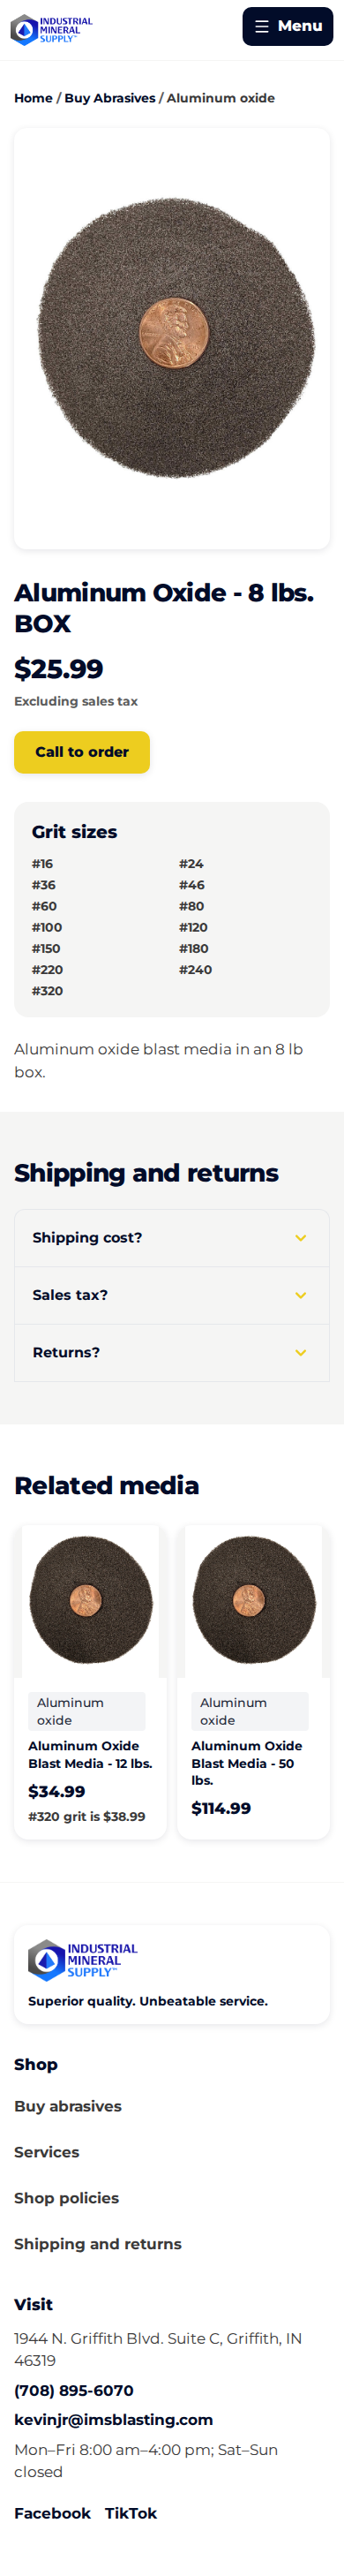 INDUSTRIAL
MINERAL
SUPPLY™
☰ Menu
Home / Buy Abrasives / Aluminum oxide
Aluminum Oxide - 8 lbs.
BOX
$25.99
Excluding sales tax
Call to order
Grit sizes
#16 #24
#36 #46
#60 #80
#100 #120
#150 #180
#220 #240
#320
Aluminum oxide blast media in an 8 lb
box.
Shipping and returns
Shipping cost?
Sales tax?
Returns?
Related media
Aluminum
oxide
Aluminum Oxide
Blast Media - 12 lbs.
$34.99
#320 grit is $38.99
Aluminum
oxide
Aluminum Oxide
Blast Media - 50
lbs.
$114.99
INDUSTRIAL
MINERAL
SUPPLY™
Superior quality. Unbeatable service.
Shop
Buy abrasives
Services
Shop policies
Shipping and returns
Visit
1944 N. Griffith Blvd. Suite C, Griffith, IN
46319
(708) 895-6070
kevinjr@imsblasting.com
Mon–Fri 8:00 am–4:00 pm; Sat–Sun
closed
Facebook TikTok